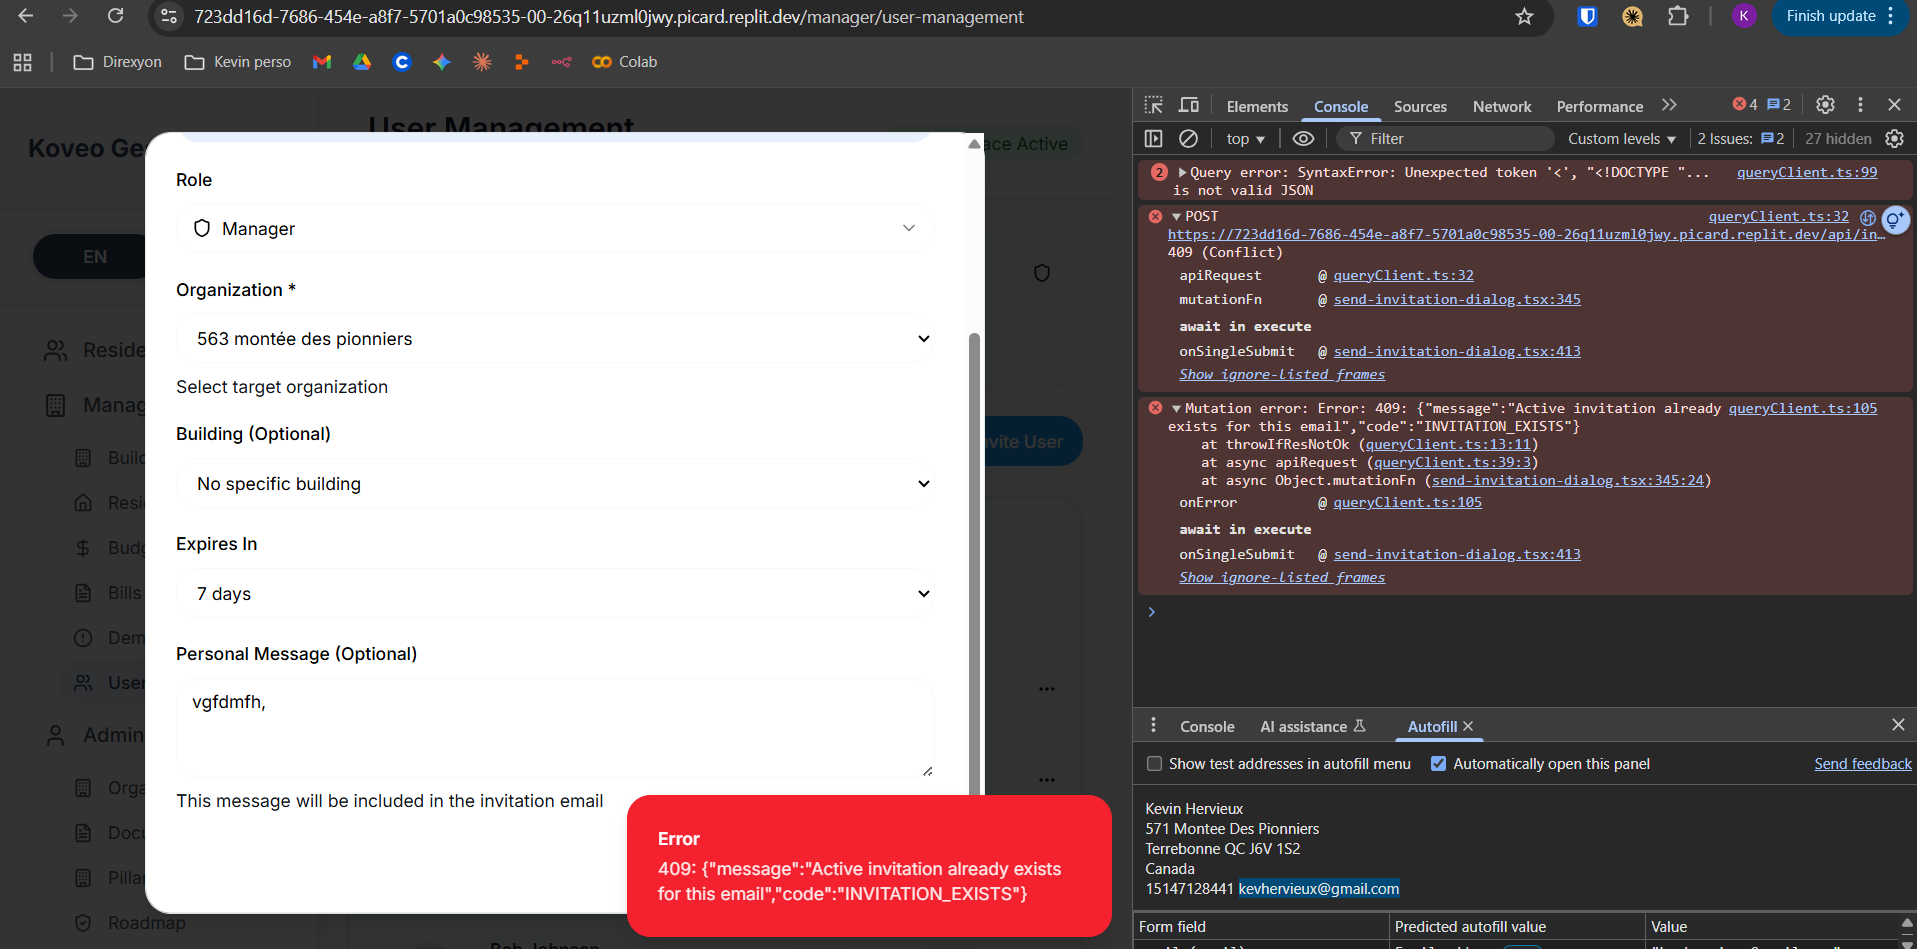 723dd16d-7686-454e-a8f7-5701a0c98535-00-26q11uzml0jwy.picard.replit.dev/manager/user-management
K
Finish update
Direxyon
Kevin perso
Colab
User Management
Koveo Ge
ace Active
EN
Reside
Manag
Build
Resi
Budg
Bills
Dem
User
Admin
Orga
Docu
Pillar
Roadmap
vite User
Bob Johnson
Role
Manager
Organization *
563 montée des pionniers
Select target organization
Building (Optional)
No specific building
Expires In
7 days
Personal Message (Optional)
vgfdmfh,
This message will be included in the invitation email
Error
409: {"message":"Active invitation already exists
for this email","code":"INVITATION_EXISTS"}
Elements
Console
Sources
Network
Performance
4
2
top
Filter
Custom levels
2 Issues:
2
27 hidden
2 Query error: SyntaxError: Unexpected token '<', "<!DOCTYPE "... queryClient.ts:99
is not valid JSON
POST queryClient.ts:32
https://723dd16d-7686-454e-a8f7-5701a0c98535-00-26q11uzml0jwy.picard.replit.dev/api/in…
409 (Conflict)
apiRequest @ queryClient.ts:32
mutationFn @ send-invitation-dialog.tsx:345
await in execute
onSingleSubmit @ send-invitation-dialog.tsx:413
Show ignore-listed frames
Mutation error: Error: 409: {"message":"Active invitation already queryClient.ts:105
exists for this email","code":"INVITATION_EXISTS"}
at throwIfResNotOk (queryClient.ts:13:11)
at async apiRequest (queryClient.ts:39:3)
at async Object.mutationFn (send-invitation-dialog.tsx:345:24)
onError @ queryClient.ts:105
await in execute
onSingleSubmit @ send-invitation-dialog.tsx:413
Show ignore-listed frames
Console
AI assistance
Autofill
Show test addresses in autofill menu
Automatically open this panel
Send feedback
Kevin Hervieux
571 Montee Des Pionniers
Terrebonne QC J6V 1S2
Canada
15147128441 kevhervieux@gmail.com
Form field
Predicted autofill value
Value